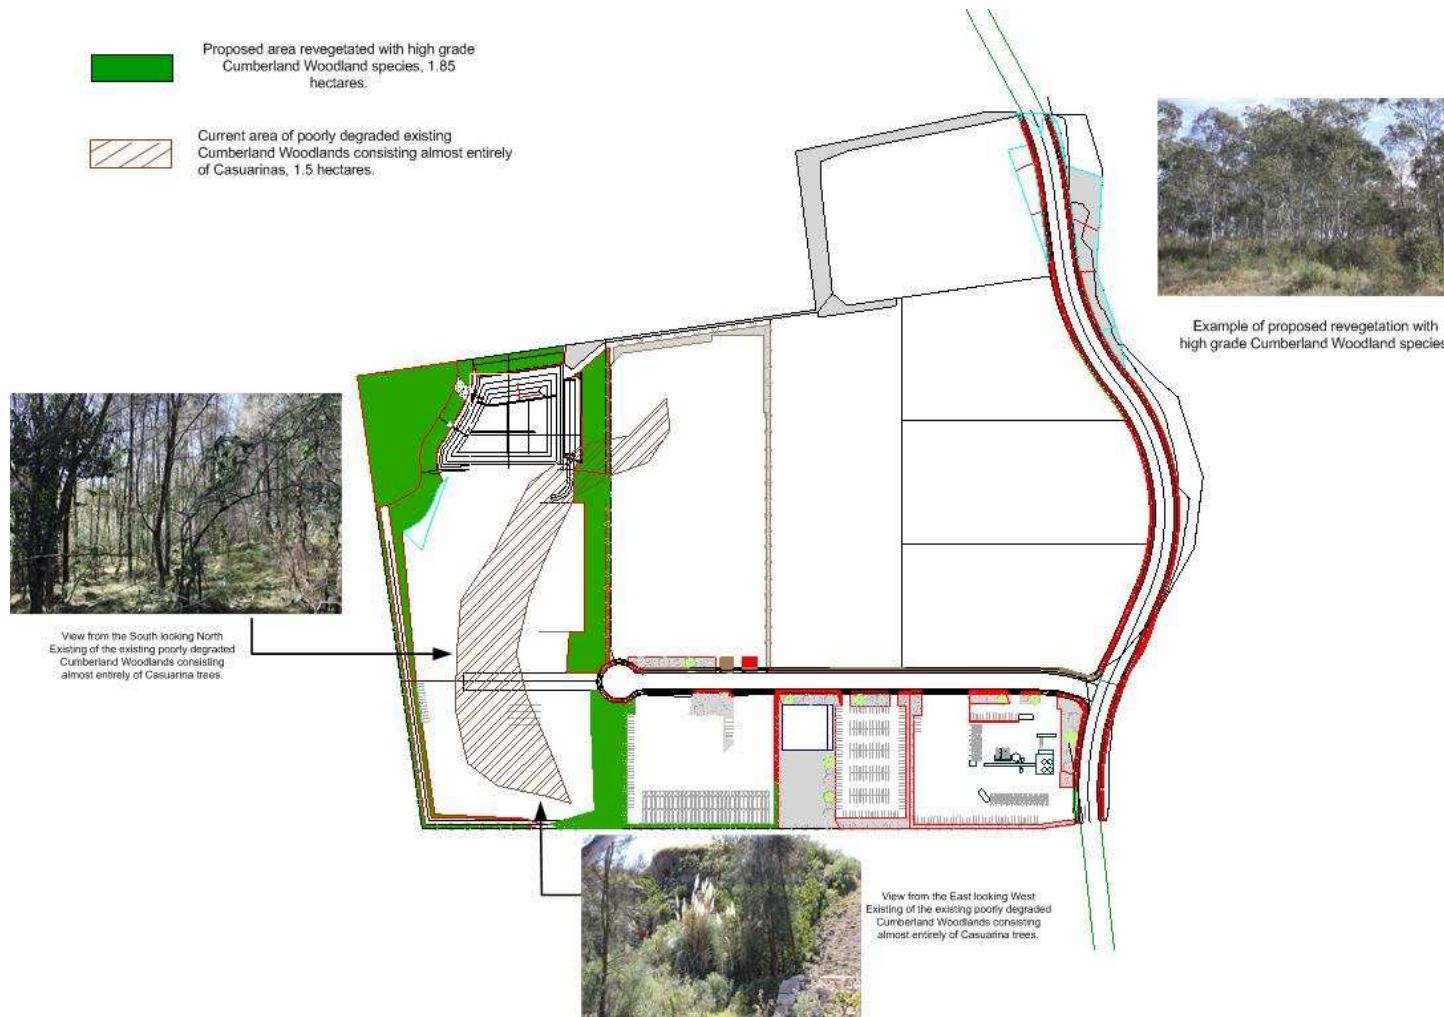 Proposed area revegetated with high grade
Cumberland Woodland species, 1.85
hectares.
Current area of poorly degraded existing
Cumberland Woodlands consisting almost entirely
of Casuarinas, 1.5 hectares.
Example of proposed revegetation with
high grade Cumberland Woodland species
View from the South looking North
Existing of the existing poorly degraded
Cumberland Woodlands consisting
almost entirely of Casuarina trees.
View from the East looking West
Existing of the existing poorly degraded
Cumberland Woodlands consisting
almost entirely of Casuarina trees.